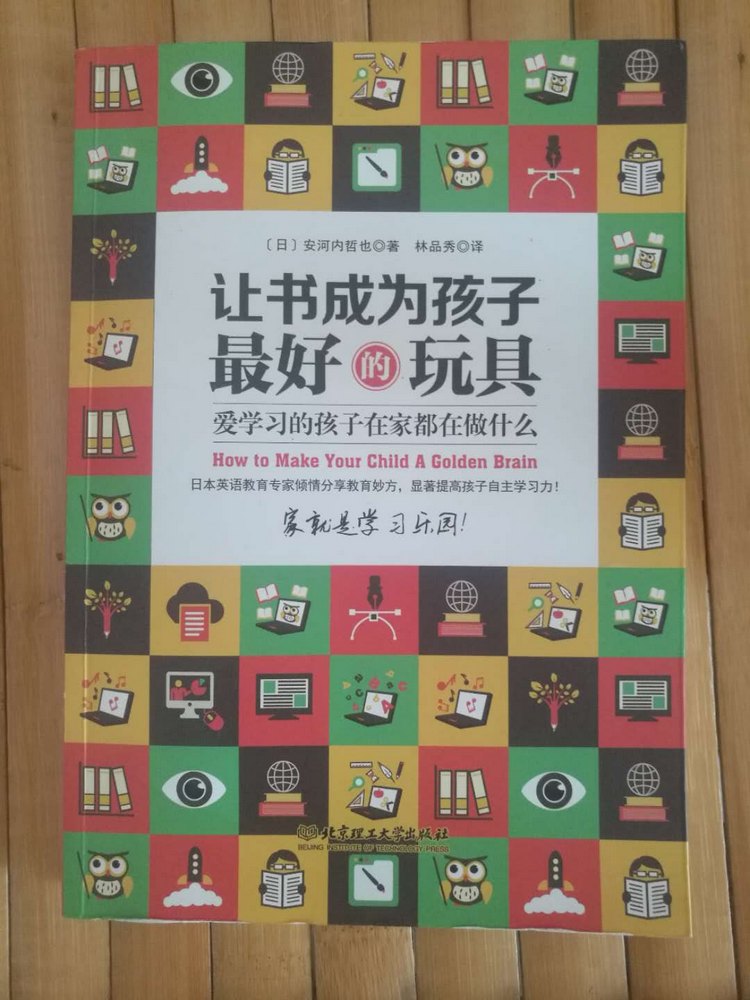 〔日〕安河内哲也◎著 林品秀◎译
让书成为孩子
最好的玩具
爱学习的孩子在家都在做什么
How to Make Your Child A Golden Brain
日本英语教育专家倾情分享教育妙方，显著提高孩子自主学习力！
家就是学习乐园！
北京理工大学出版社
BEIJING INSTITUTE OF TECHNOLOGY PRESS